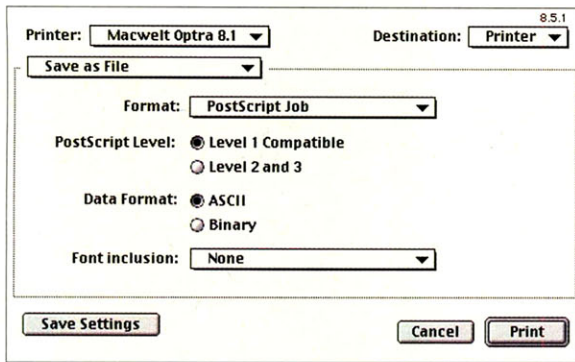 8.5.1
Printer: Macwelt Optra 8.1 Destination: Printer
Save as File
Format: PostScript Job
PostScript Level: Level 1 Compatible
Level 2 and 3
Data Format: ASCII
Binary
Font inclusion: None
Save Settings Cancel Print